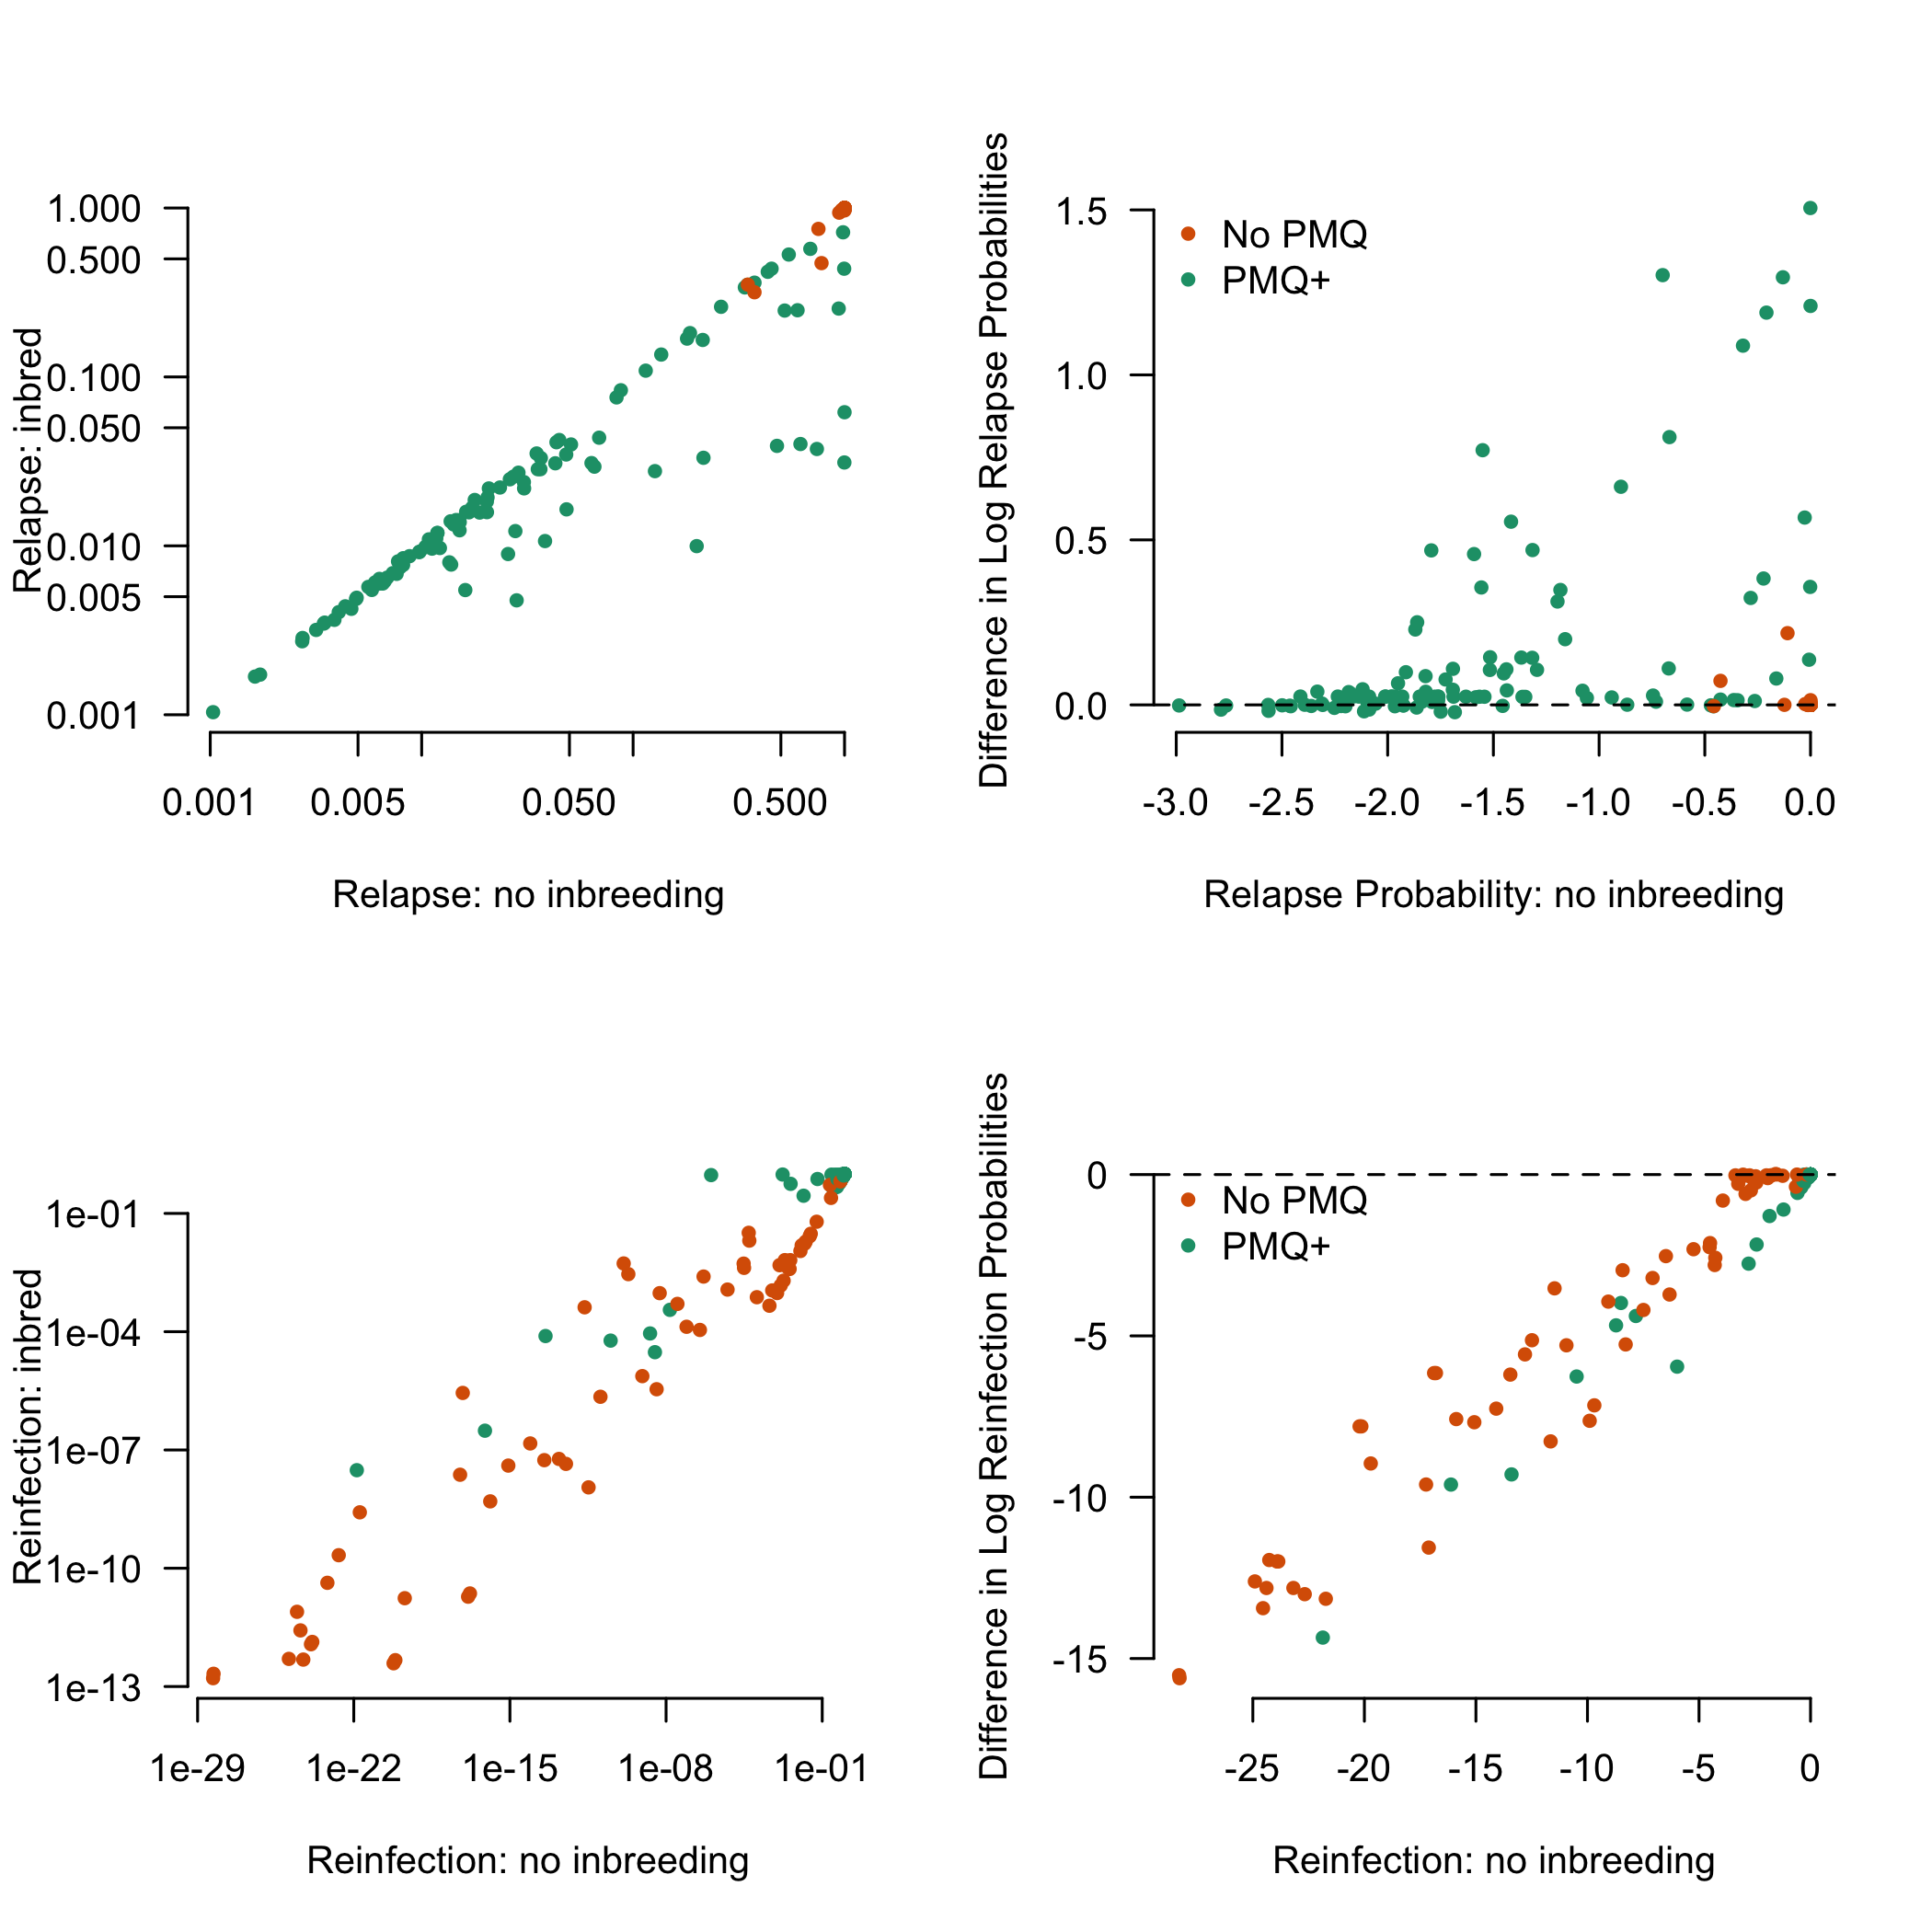 Relapse: inbred
1.000
0.500
0.100
0.050
0.010
0.005
0.001
0.001 0.005 0.050 0.500
Relapse: no inbreeding
Difference in Log Relapse Probabilities
1.5
1.0
0.5
0.0
No PMQ
PMQ+
-3.0 -2.5 -2.0 -1.5 -1.0 -0.5 0.0
Relapse Probability: no inbreeding
Reinfection: inbred
1e-01
1e-04
1e-07
1e-10
1e-13
1e-29 1e-22 1e-15 1e-08 1e-01
Reinfection: no inbreeding
Difference in Log Reinfection Probabilities
0
-5
-10
-15
No PMQ
PMQ+
-25 -20 -15 -10 -5 0
Reinfection: no inbreeding